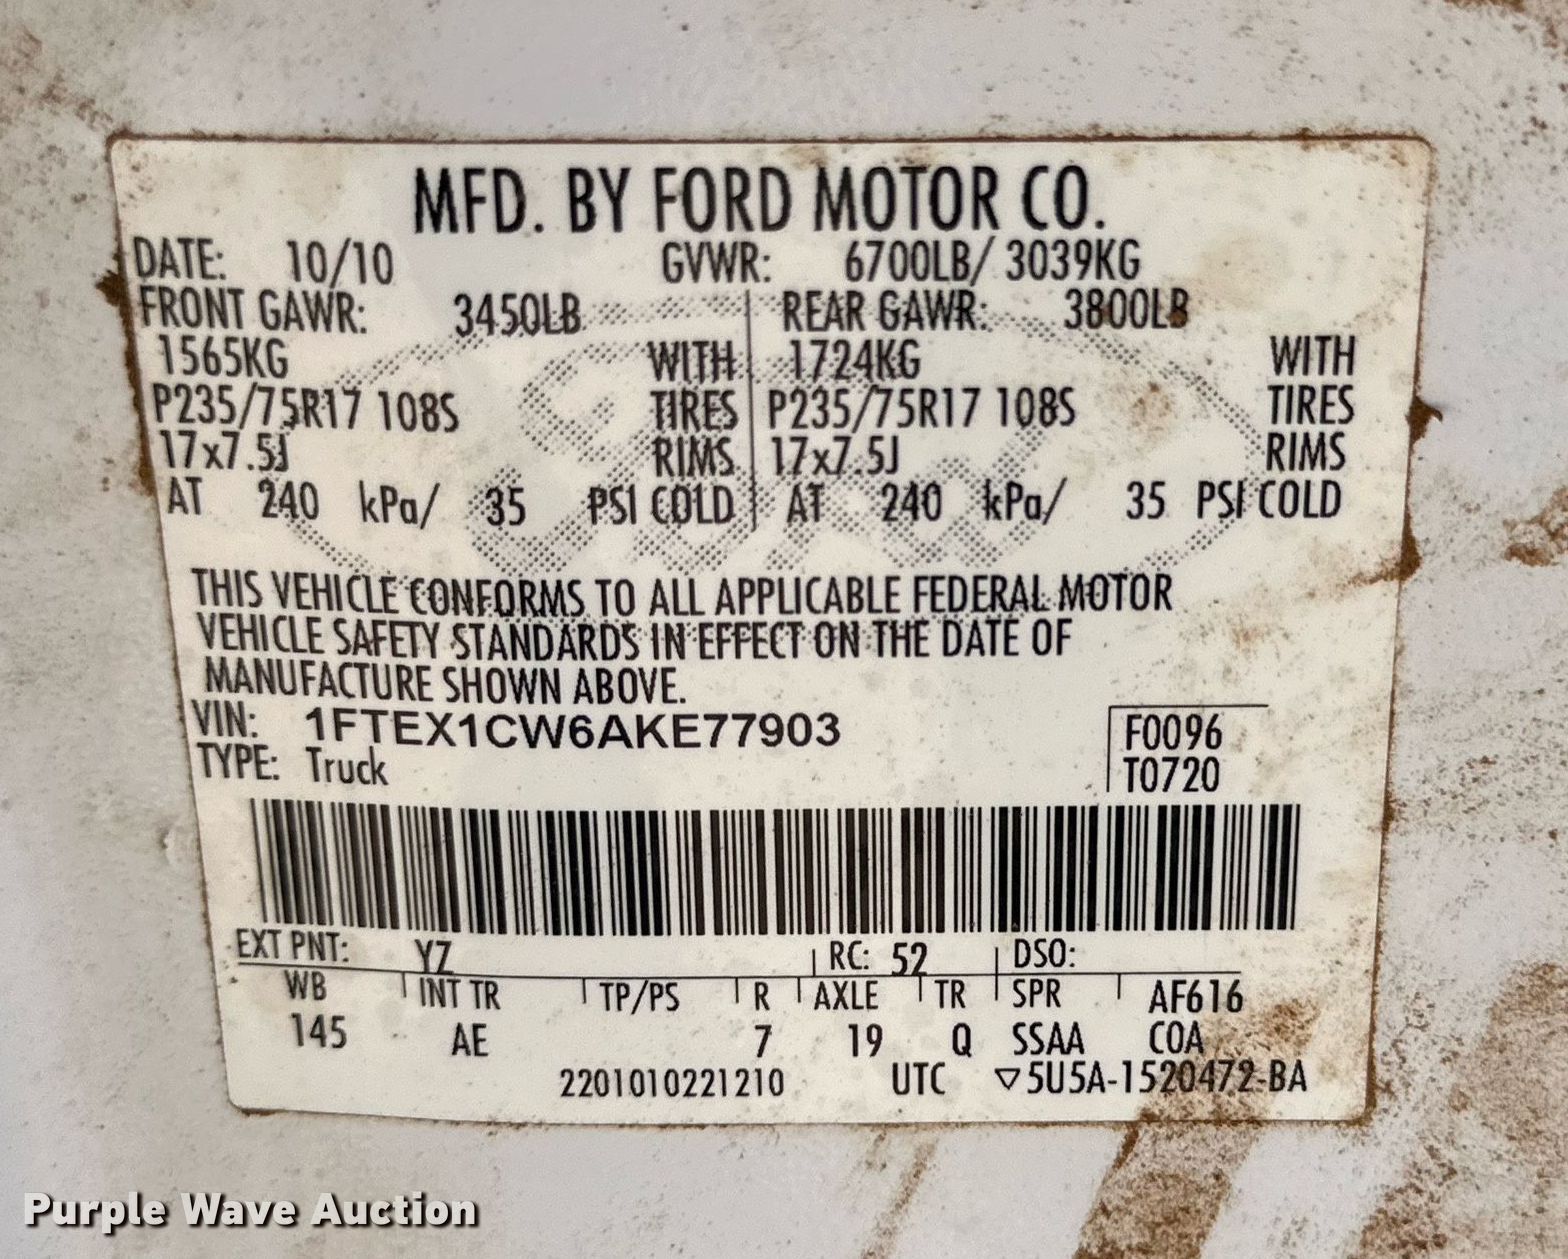 MFD. BY FORD MOTOR CO.
DATE: 10/10 GVWR: 6700LB/ 3039KG
FRONT GAWR: 3450LB REAR GAWR: 3800LB
1565KG WITH 1724KG WITH
P235/75R17 108S TIRES P235/75R17 108S TIRES
17x7.5J RIMS 17x7.5J RIMS
AT 240 kPa/ 35 PSI COLD AT 240 kPa/ 35 PSI COLD
THIS VEHICLE CONFORMS TO ALL APPLICABLE FEDERAL MOTOR
VEHICLE SAFETY STANDARDS IN EFFECT ON THE DATE OF
MANUFACTURE SHOWN ABOVE.
VIN: 1FTEX1CW6AKE77903 F0096
TYPE: Truck T0720
EXT PNT: YZ RC: 52 DSO:
WB INT TR TP/PS R AXLE TR SPR AF616
145 AE 7 19 Q SSAA COA
2201010221210 UTC ▽5U5A-1520472-BA
Purple Wave Auction